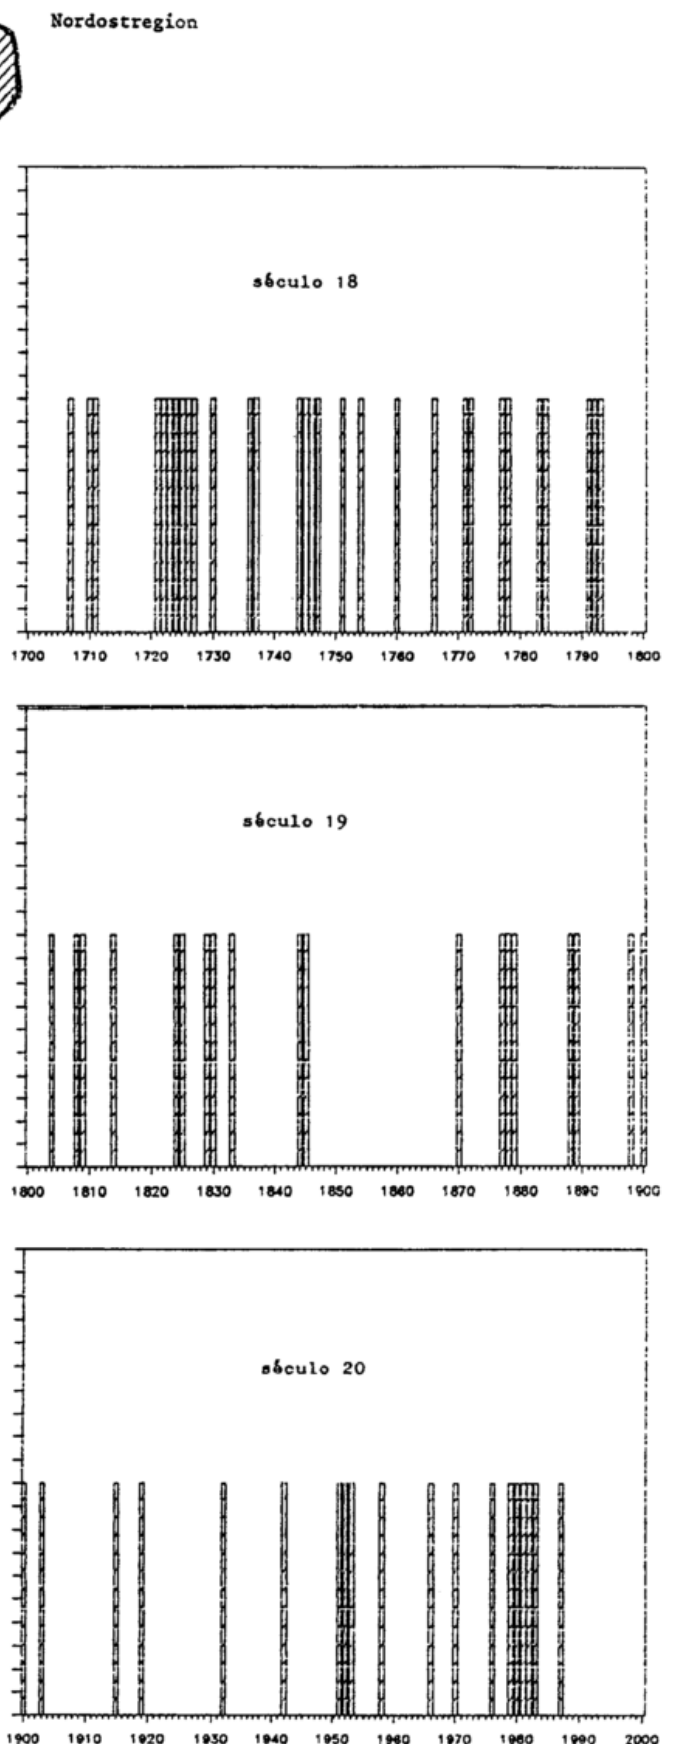 Nordostregion
século 18
1700 1710 1720 1730 1740 1750 1760 1770 1780 1790 1800
século 19
1800 1810 1820 1830 1840 1850 1860 1870 1880 1890 1900
século 20
1900 1910 1920 1930 1940 1950 1960 1970 1980 1990 2000